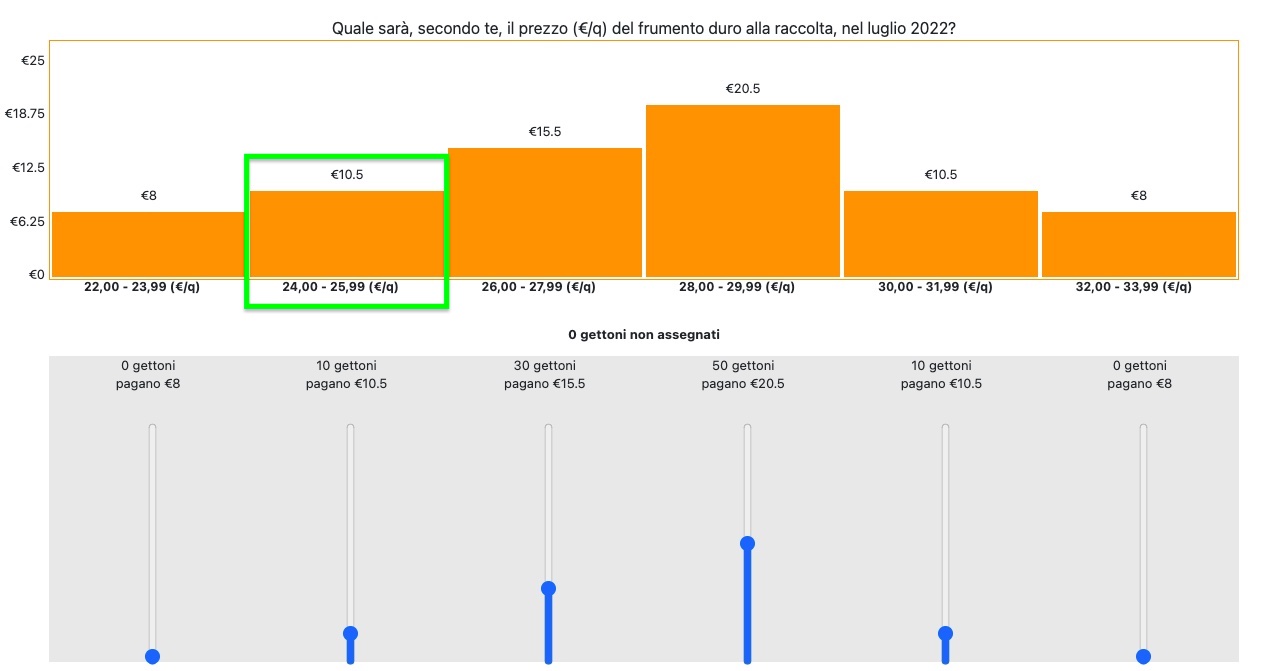 Quale sarà, secondo te, il prezzo (€/q) del frumento duro alla raccolta, nel luglio 2022?
€25
€18.75
€12.5
€6.25
€0
€8
€10.5
€15.5
€20.5
€10.5
€8
22,00 - 23,99 (€/q)
24,00 - 25,99 (€/q)
26,00 - 27,99 (€/q)
28,00 - 29,99 (€/q)
30,00 - 31,99 (€/q)
32,00 - 33,99 (€/q)
0 gettoni non assegnati
0 gettoni
pagano €8
10 gettoni
pagano €10.5
30 gettoni
pagano €15.5
50 gettoni
pagano €20.5
10 gettoni
pagano €10.5
0 gettoni
pagano €8